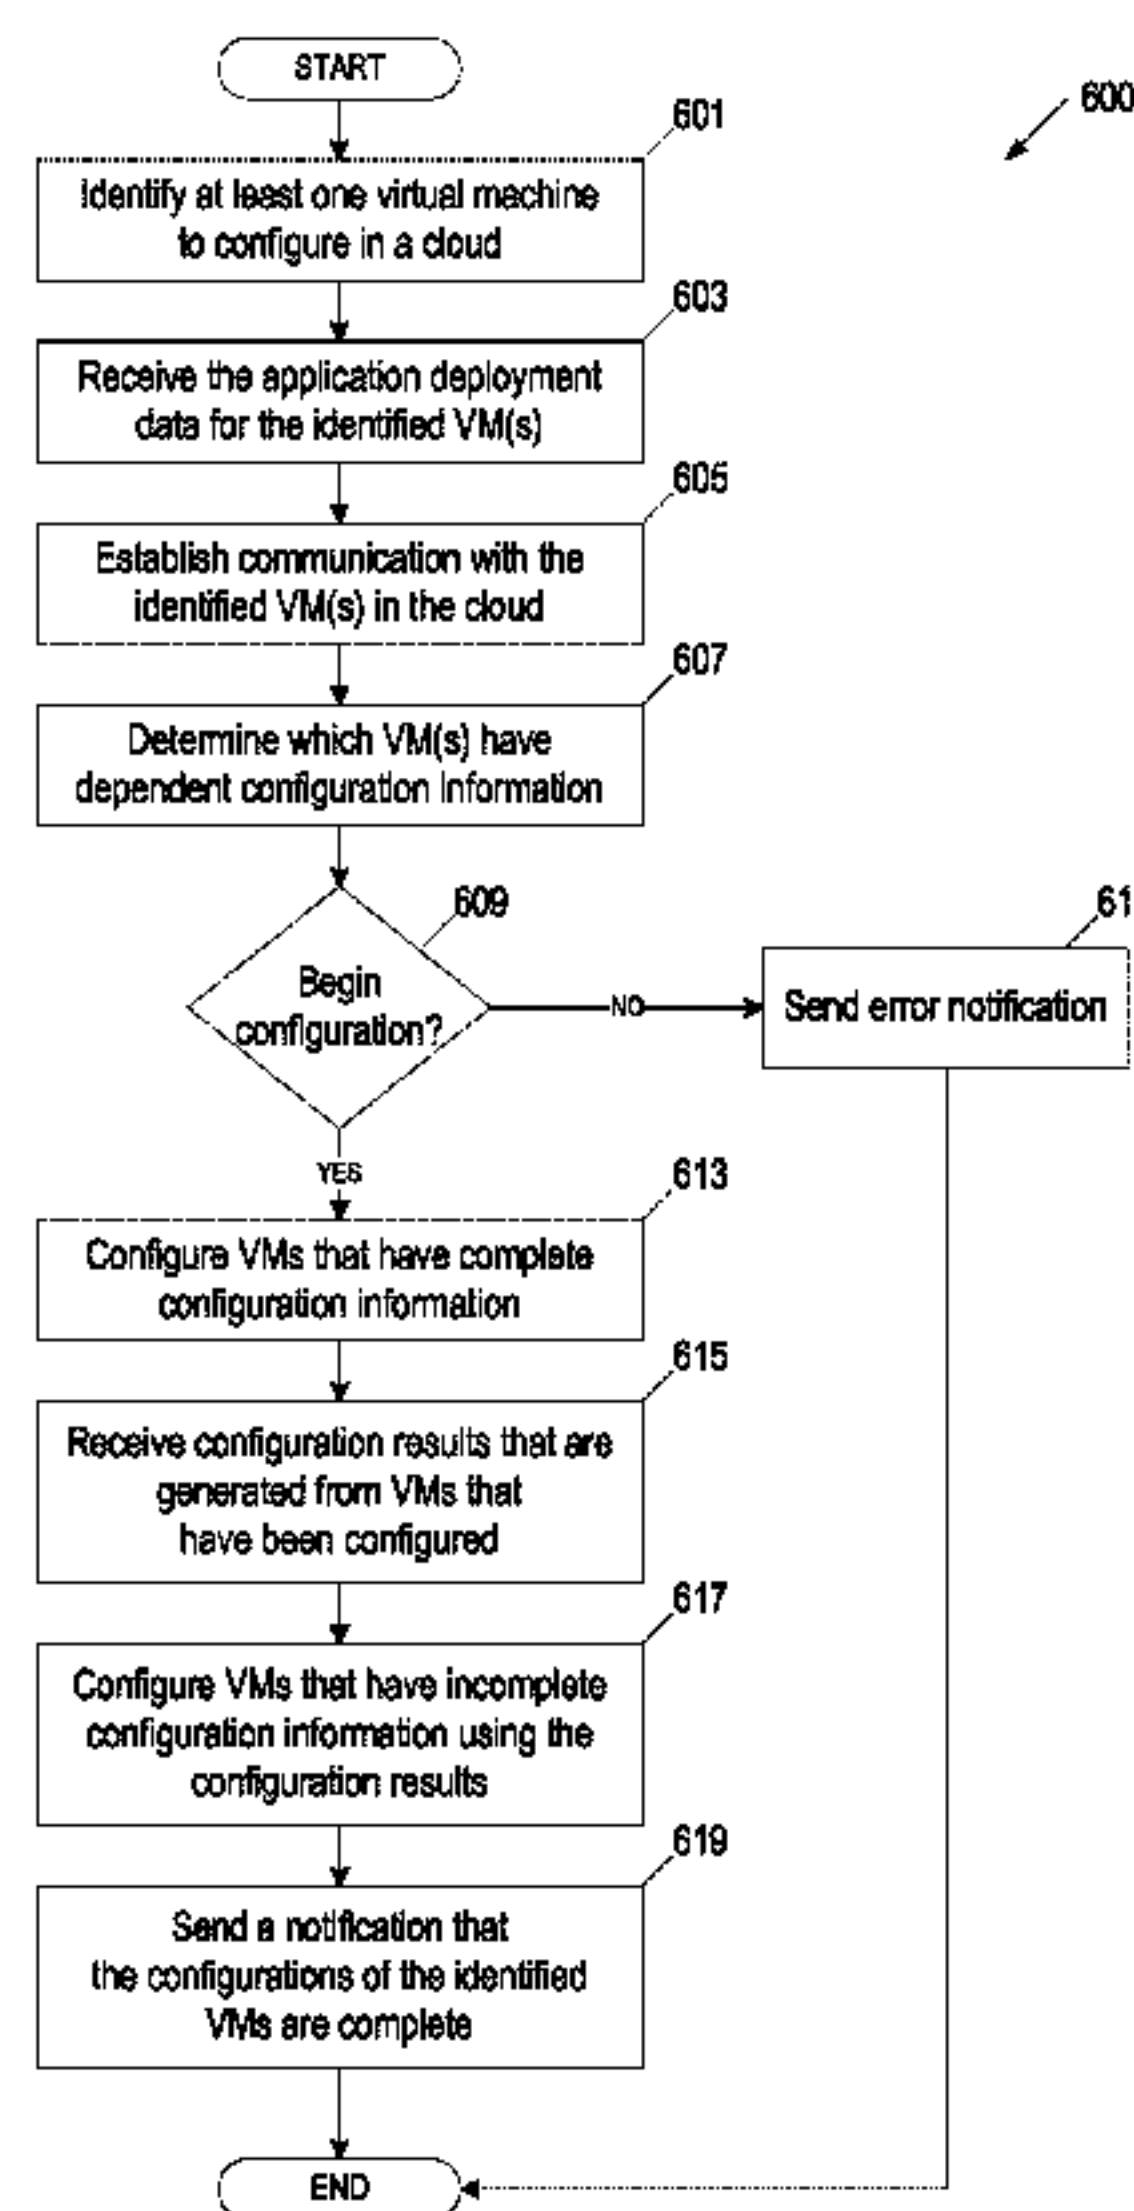 START
600
601
Identify at least one virtual machine
to configure in a cloud
603
Receive the application deployment
data for the identified VM(s)
605
Establish communication with the
identified VM(s) in the cloud
607
Determine which VM(s) have
dependent configuration Information
609
Begin
configuration?
NO
61
Send error notification
YES
613
Configure VMs that have complete
configuration information
615
Receive configuration results that are
generated from VMs that
have been configured
617
Configure VMs that have incomplete
configuration information using the
configuration results
619
Send a notification that
the configurations of the identified
VMs are complete
END